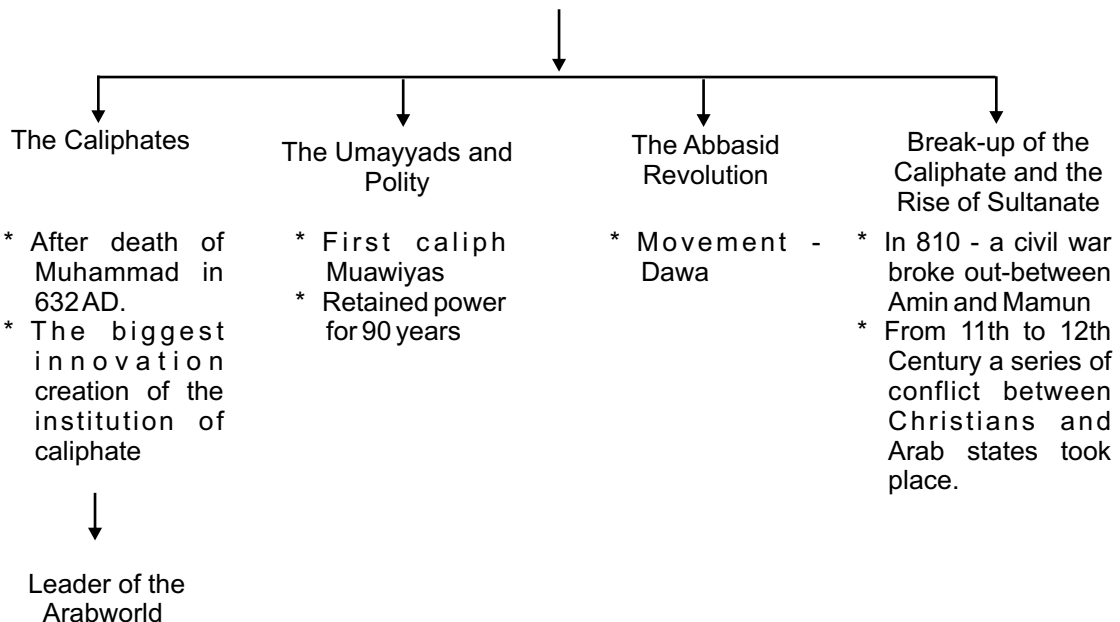 The Caliphates
* After death of
Muhammad in
632 AD.
* The biggest
innovation
creation of the
institution of
caliphate
Leader of the
Arabworld
The Umayyads and
Polity
* First caliph
Muawiyas
* Retained power
for 90 years
The Abbasid
Revolution
* Movement -
Dawa
Break-up of the
Caliphate and the
Rise of Sultanate
* In 810 - a civil war
broke out-between
Amin and Mamun
* From 11th to 12th
Century a series of
conflict between
Christians and
Arab states took
place.